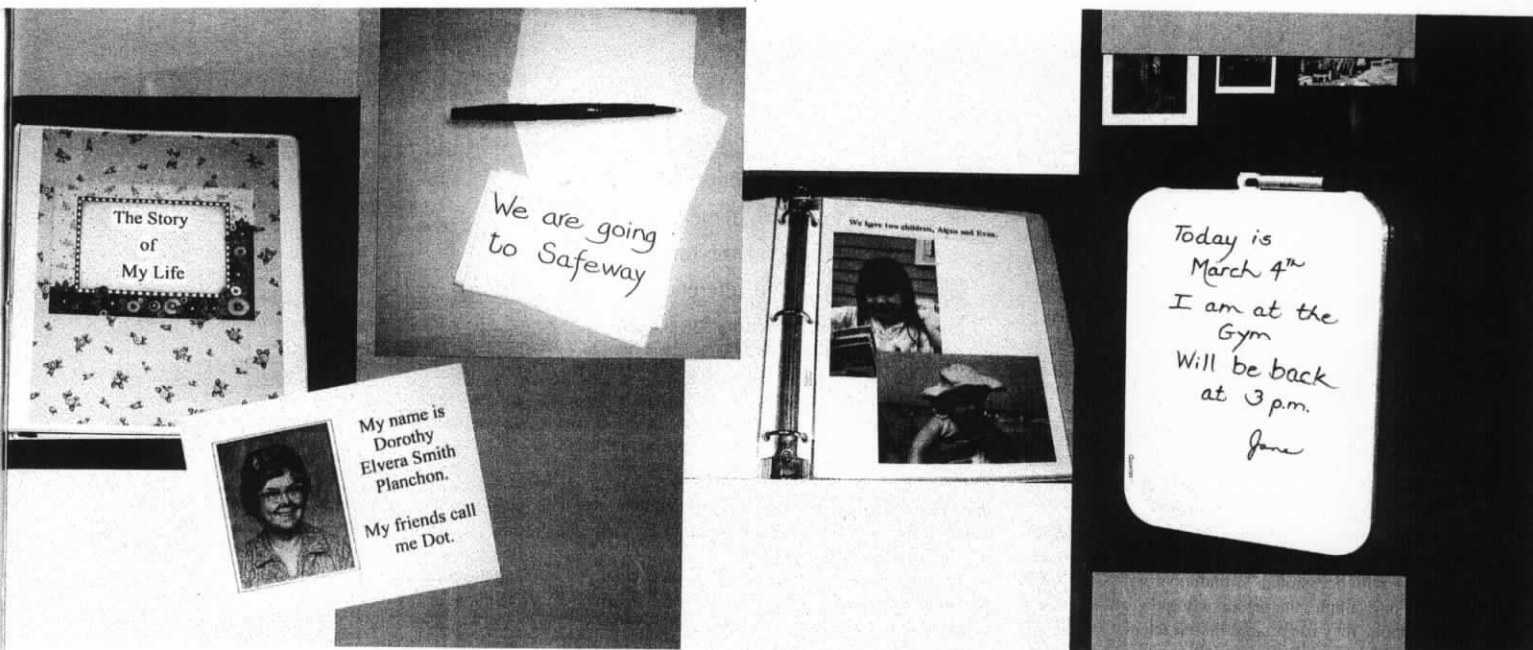 The Story
of
My Life
We are going
to Safeway
My name is
Dorothy
Elvera Smith
Planchon.
My friends call
me Dot.
We have two children, and Evan.
Today is
March 4th
I am at the
Gym
Will be back
at 3 p.m.
Jane